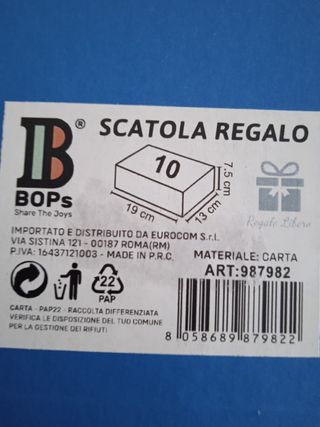 B®
BOPs
Share The Joys
SCATOLA REGALO
10
19 cm
13 cm
7.5 cm
Regalo Libero
IMPORTATO E DISTRIBUITO DA EUROCOM S.r.l.
VIA SISTINA 121 - 00187 ROMA(RM)
P.IVA: 16437121003 - MADE IN P.R.C.
MATERIALE: CARTA
ART:987982
22
PAP
CARTA - PAP22 - RACCOLTA DIFFERENZIATA
VERIFICA LE DISPOSIZIONE DEL TUO COMUNE
PER LA GESTIONE DEI RIFIUTI
8 058689 879822